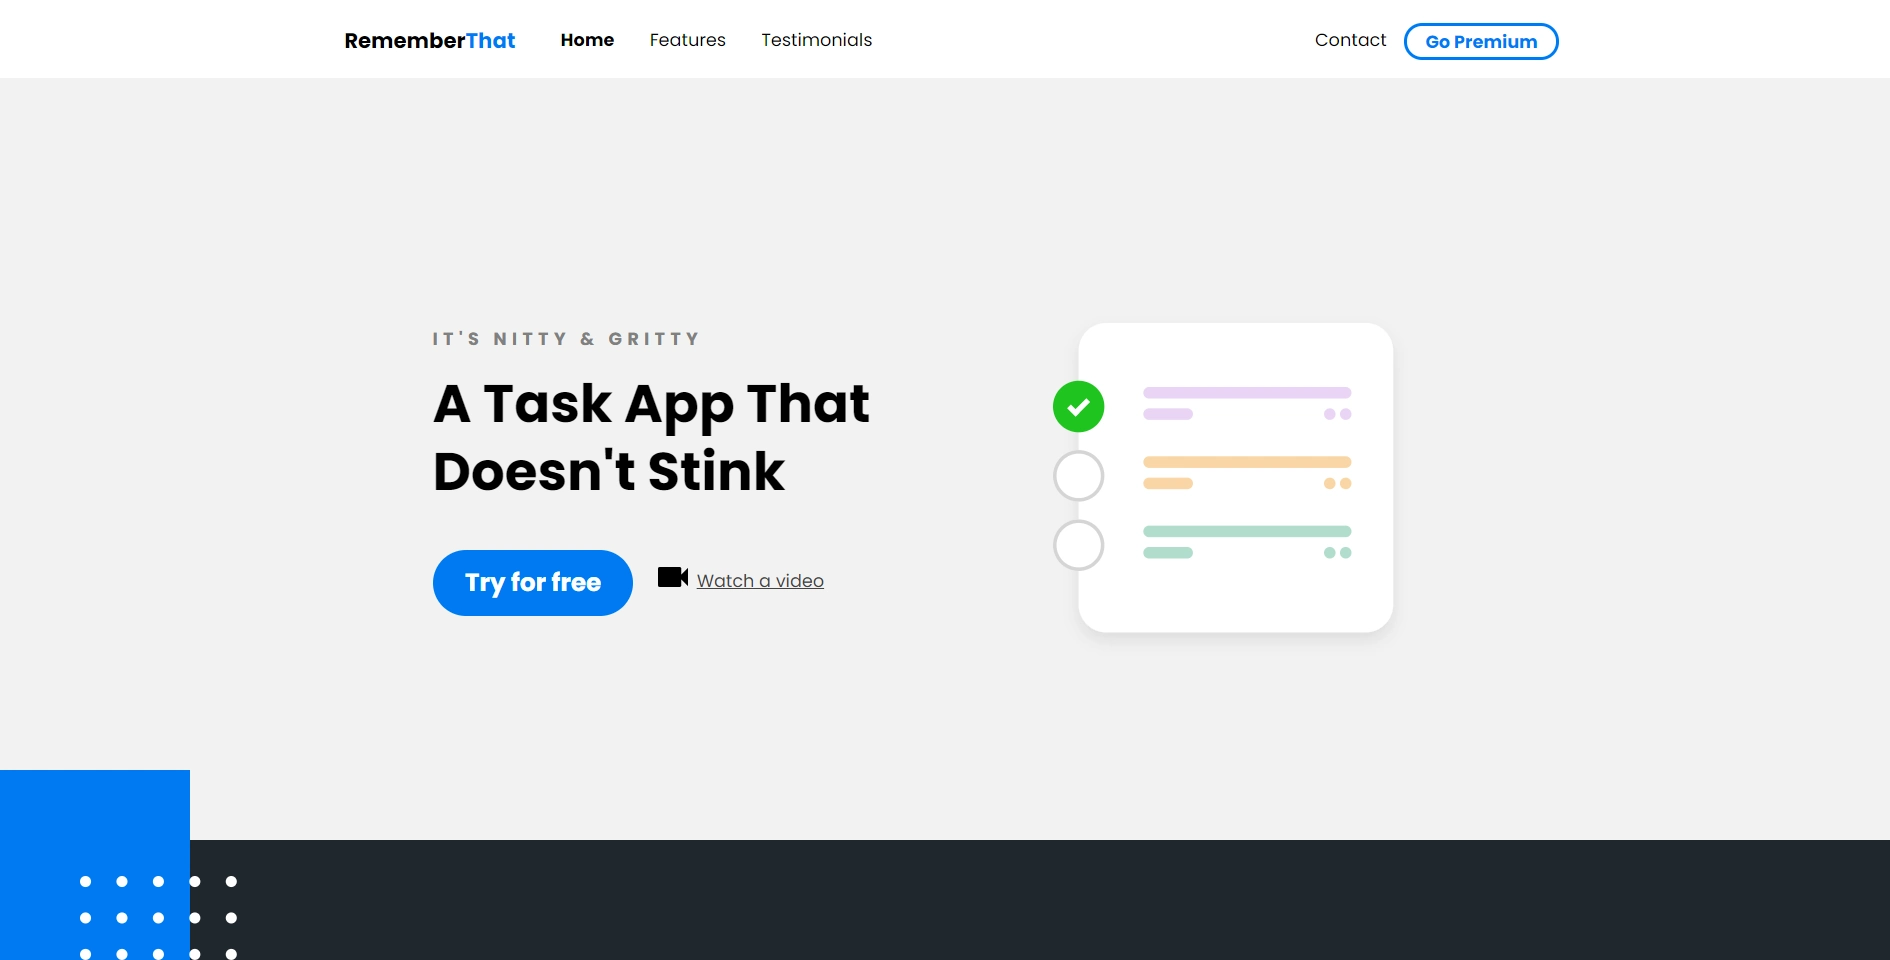 RememberThat Home Features Testimonials Contact Go Premium
IT'S NITTY & GRITTY
A Task App That
Doesn't Stink
Try for free Watch a video